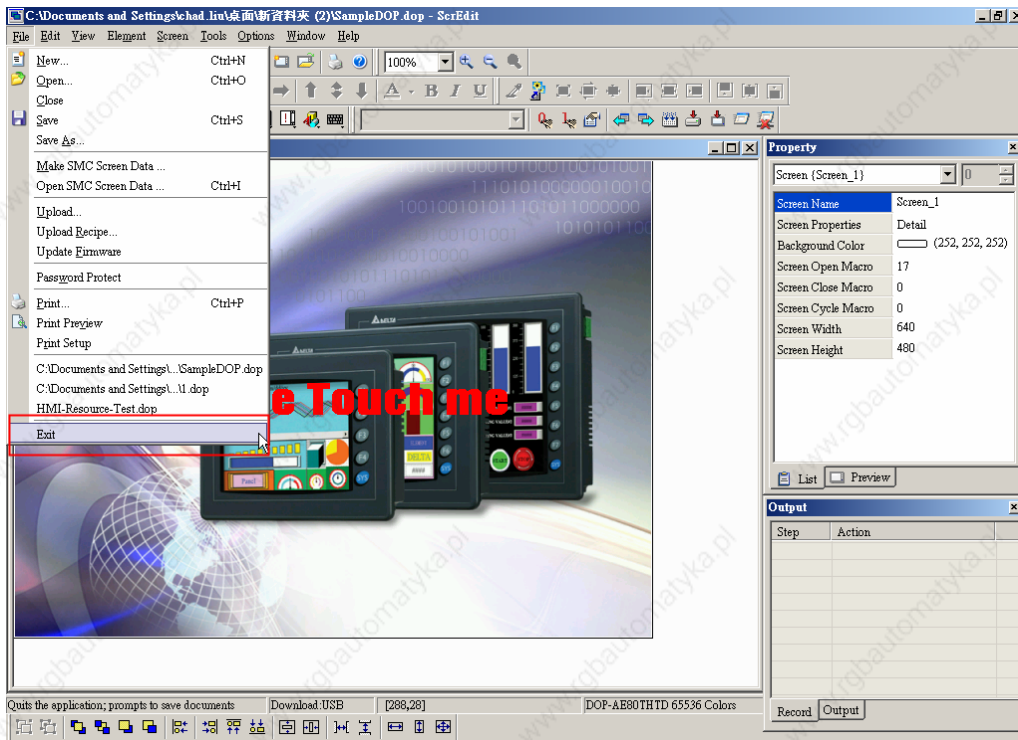 C:\Documents and Settings\chad.liu\桌面\新資料夾 (2)\SampleDOP.dop - ScrEdit
File Edit View Element Screen Tools Options Window Help
New... Ctrl+N
Open... Ctrl+O
Close
Save Ctrl+S
Save As...
Make SMC Screen Data ...
Open SMC Screen Data ... Ctrl+I
Upload...
Upload Recipe...
Update Firmware
Password Protect
Print... Ctrl+P
Print Preview
Print Setup
C:\Documents and Settings\...\SampleDOP.dop
C:\Documents and Settings\...\1.dop
HMI-Resource-Test.dop
Exit
100%
A B I U
e Touch me
DELTA
DELTA
DELTA
Property
Screen {Screen_1} 0
Screen Name Screen_1
Screen Properties Detail
Background Color (252, 252, 252)
Screen Open Macro 17
Screen Close Macro 0
Screen Cycle Macro 0
Screen Width 640
Screen Height 480
List Preview
Output
Step Action
Record Output
Quits the application; prompts to save documents Download:USB [288,28] DOP-AE80THTD 65536 Colors
www.rgbautomatyka.pl